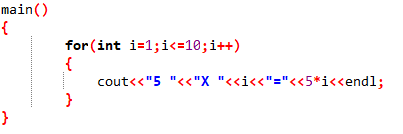 main()
{
for(int i=1;i<=10;i++)
{
cout<<"5 "<<"X "<<i<<"="<<5*i<<endl;
}
}